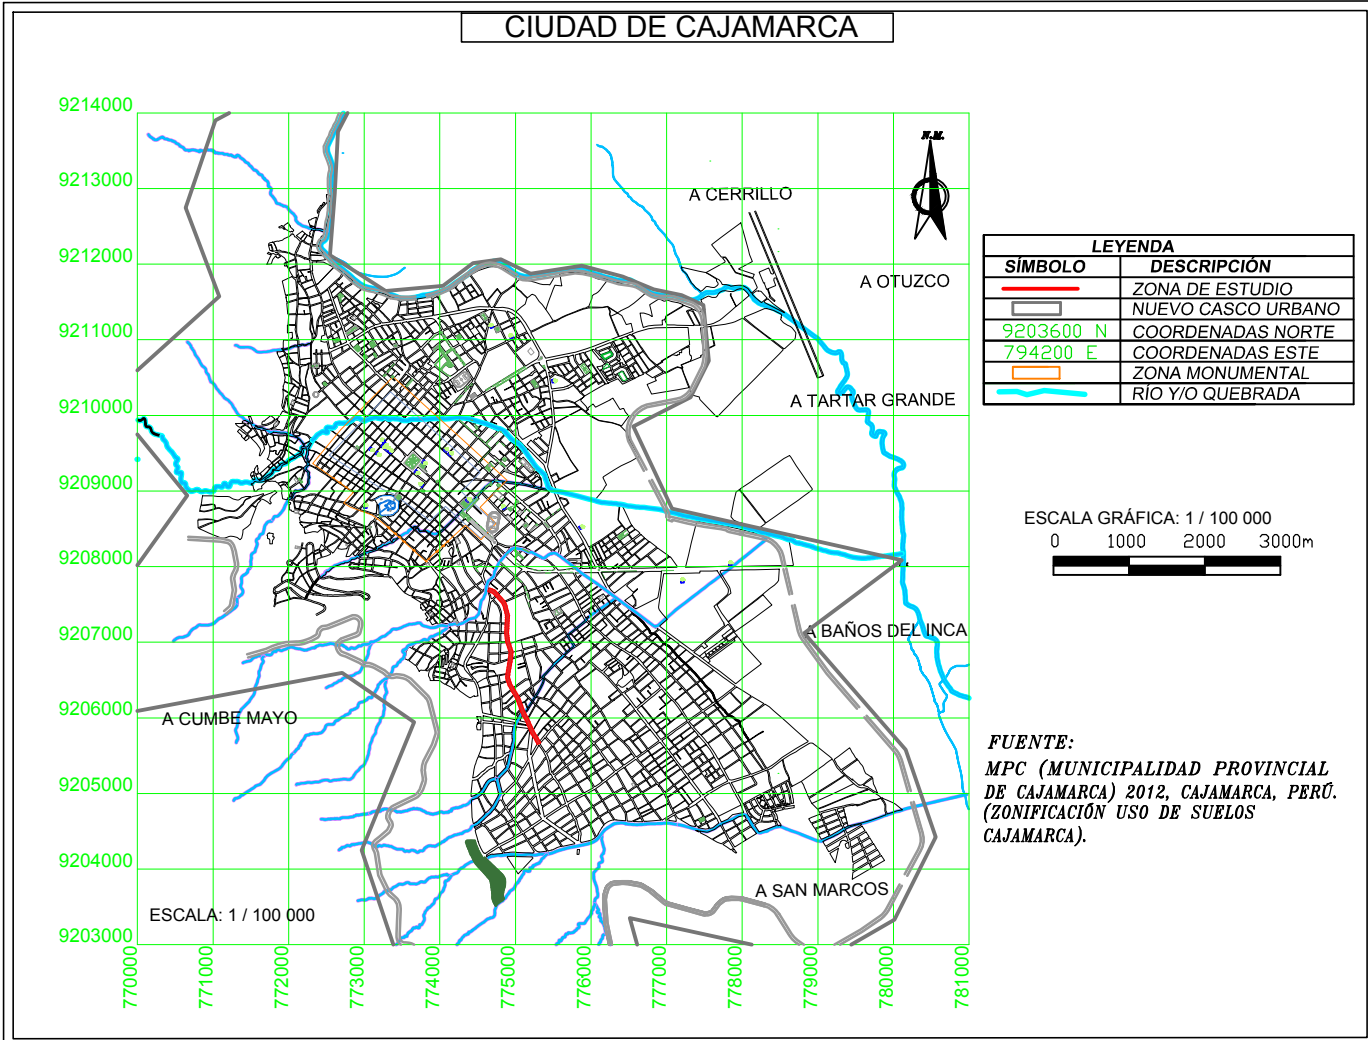 CIUDAD DE CAJAMARCA
9214000
9213000
9212000
9211000
9210000
9209000
9208000
9207000
9206000
9205000
9204000
9203000
770000
771000
772000
773000
774000
775000
776000
777000
778000
779000
780000
781000
N.M.
A CERRILLO
A OTUZCO
A TARTAR GRANDE
A BAÑOS DEL INCA
A CUMBE MAYO
A SAN MARCOS
ESCALA: 1 / 100 000
LEYENDA
SÍMBOLO DESCRIPCIÓN
ZONA DE ESTUDIO
NUEVO CASCO URBANO
9203600 N COORDENADAS NORTE
794200 E COORDENADAS ESTE
ZONA MONUMENTAL
RÍO Y/O QUEBRADA
ESCALA GRÁFICA: 1 / 100 000
0 1000 2000 3000m
FUENTE:
MPC (MUNICIPALIDAD PROVINCIAL
DE CAJAMARCA) 2012, CAJAMARCA, PERÚ.
(ZONIFICACIÓN USO DE SUELOS
CAJAMARCA).